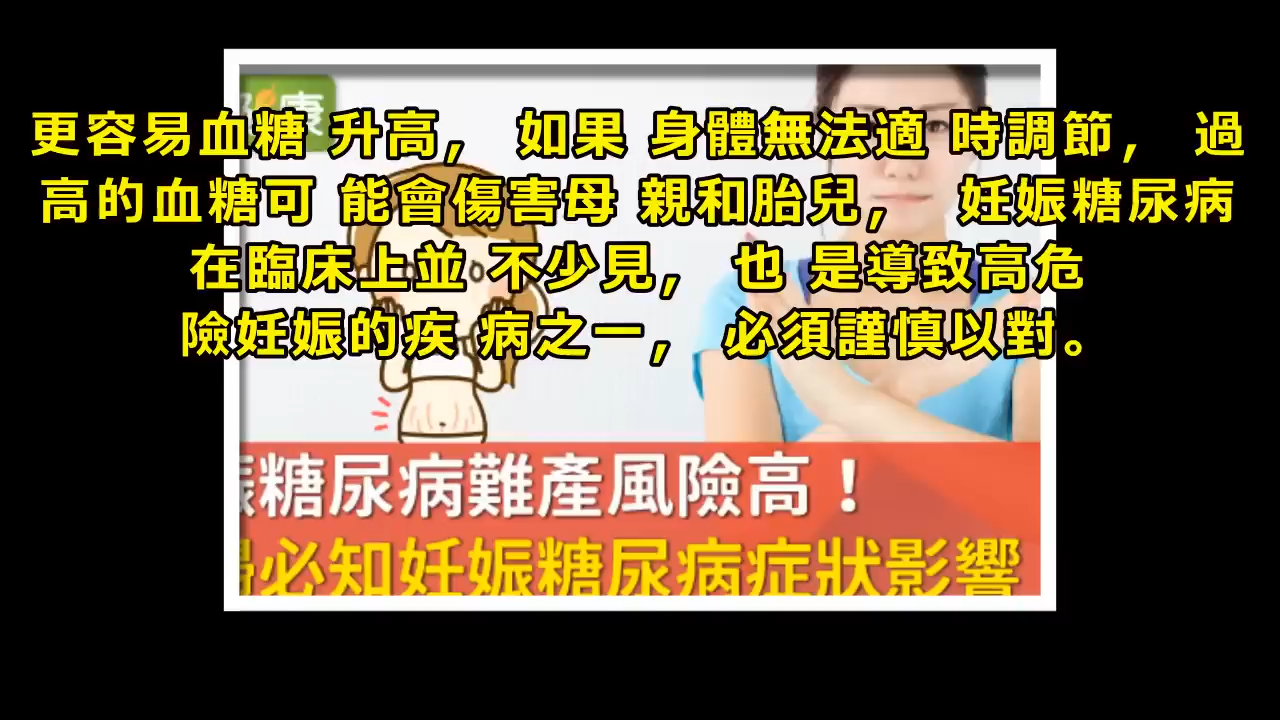 康
更容易血糖 升高， 如果 身體無法適 時調節， 過
高的血糖可 能會傷害母 親和胎兒， 妊娠糖尿病
在臨床上並 不少見， 也 是導致高危
險妊娠的疾 病之一， 必須謹慎以對。
糖尿病難產風險高！
必知妊娠糖尿病症狀影響